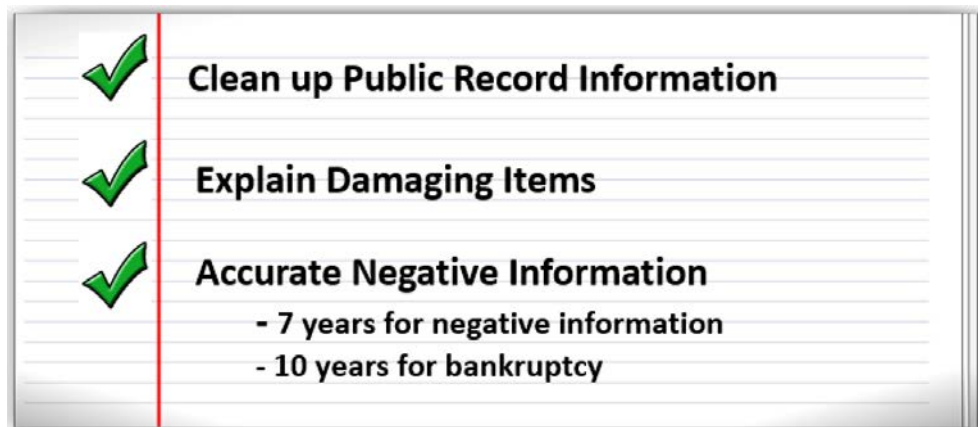 Clean up Public Record Information
Explain Damaging Items
Accurate Negative Information
- 7 years for negative information
- 10 years for bankruptcy